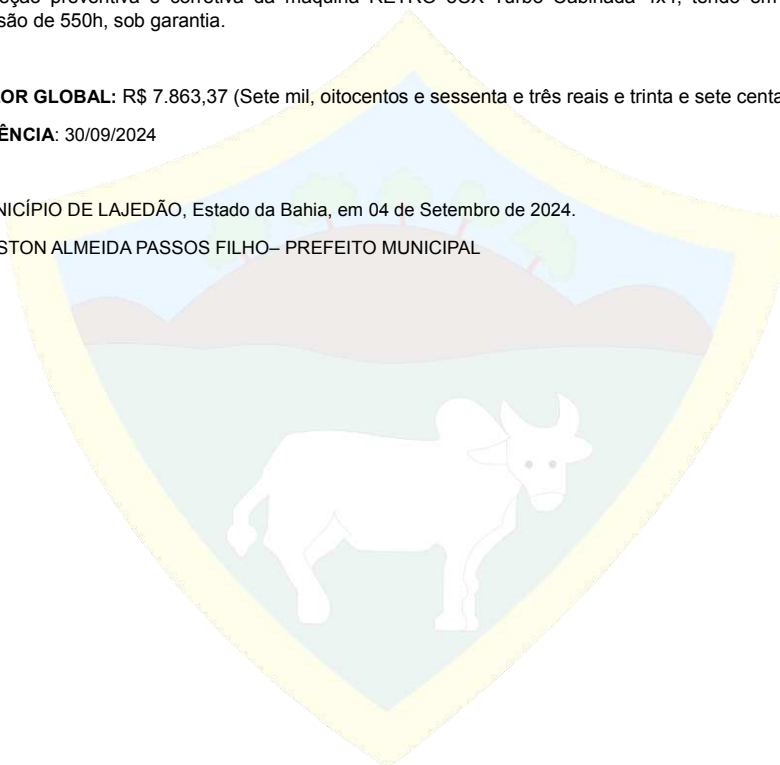 ção preventiva e corretiva da máquina RETRO 3CX Turbo Cabinada 4x4, tendo em
são de 550h, sob garantia.
OR GLOBAL: R$ 7.863,37 (Sete mil, oitocentos e sessenta e três reais e trinta e sete centa
ÊNCIA: 30/09/2024
NICÍPIO DE LAJEDÃO, Estado da Bahia, em 04 de Setembro de 2024.
STON ALMEIDA PASSOS FILHO– PREFEITO MUNICIPAL